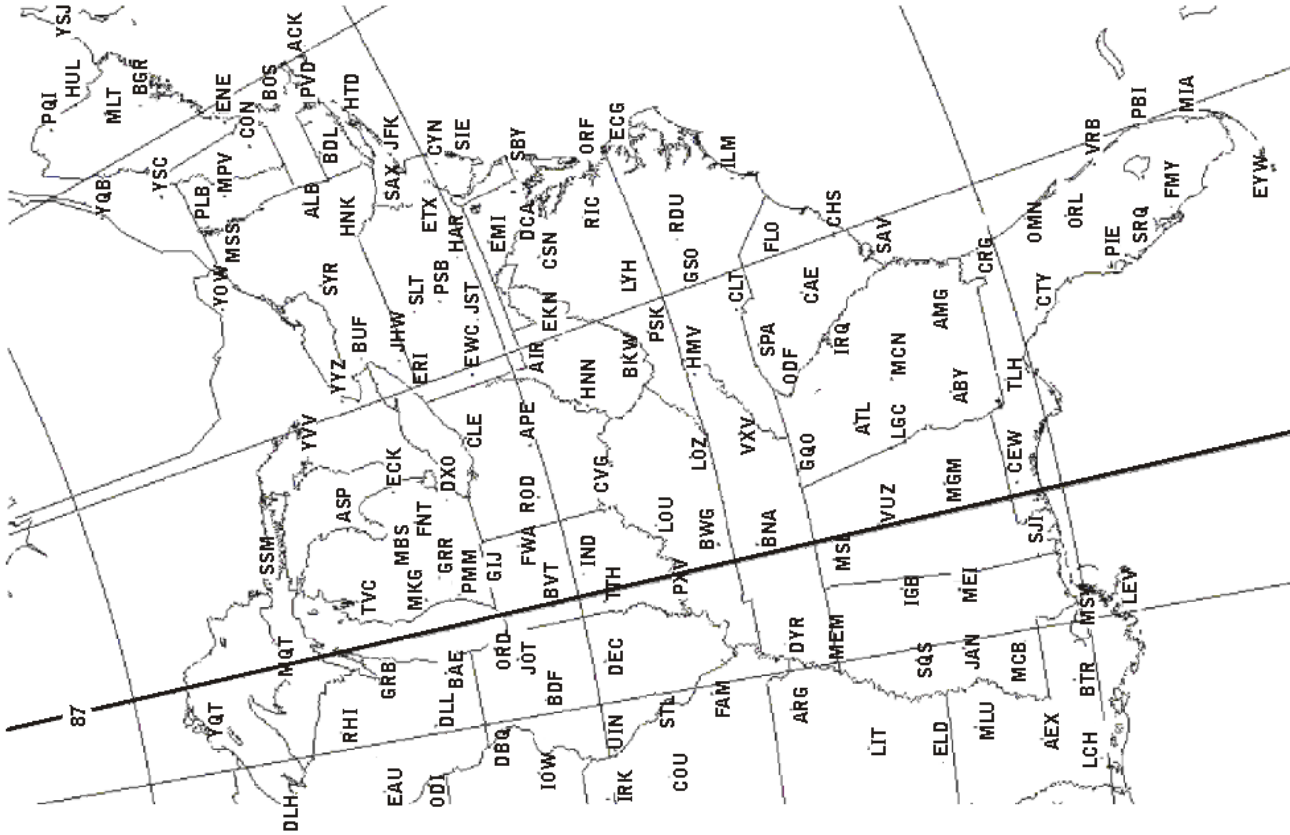 DLH
YQT
87
MQT
SSM
YVV
YOW
YQB
PQI
YSJ
HUL
RHI
TVC
ASP
YYZ
MSS
PLB
YSC
MLT
EAU
GRB
MBS
ECK
BUF
SYR
MPV
BGR
ODI
DLL
BAE
MKG
GRR
FNT
DXO
ERI
JHW
HNK
ALB
CON
ENE
DBQ
ORD
PMM
GIJ
CLE
EWC
SLT
PSB
JST
HAR
ETX
SAX
BDL
BOS
PVD
ACK
IOW
BDF
JOT
BVT
FWA
ROD
APE
AIR
EKN
EMI
DCA
CYN
JFK
HTD
IRK
UIN
DEC
TTH
IND
CVG
HNN
CSN
SBY
SIE
COU
STL
FAM
PXV
LOU
BWG
LOZ
BKW
PSK
LYH
RIC
ORF
ECG
ARG
DYR
BNA
VXV
HMV
GSO
RDU
LIT
MEM
MSL
GQO
ODF
SPA
CLT
FLO
ILM
ELD
SQS
IGB
VUZ
ATL
IRQ
CAE
CHS
MLU
JAN
MEI
MGM
LGC
MCN
SAV
AEX
MCB
SJI
CEW
ABY
AMG
CRG
LCH
BTR
MSY
LEV
TLH
CTY
OMN
ORL
VRB
PIE
SRQ
FMY
PBI
MIA
EYW